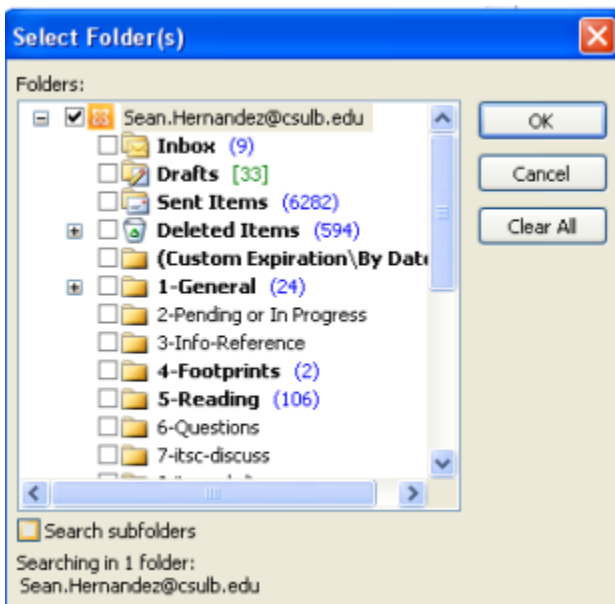 Select Folder(s)
Folders:
Sean.Hernandez@csulb.edu
Inbox (9)
Drafts [33]
Sent Items (6282)
Deleted Items (594)
(Custom Expiration\By Date
1-General (24)
2-Pending or In Progress
3-Info-Reference
4-Footprints (2)
5-Reading (106)
6-Questions
7-itsc-discuss
OK
Cancel
Clear All
Search subfolders
Searching in 1 folder:
Sean.Hernandez@csulb.edu